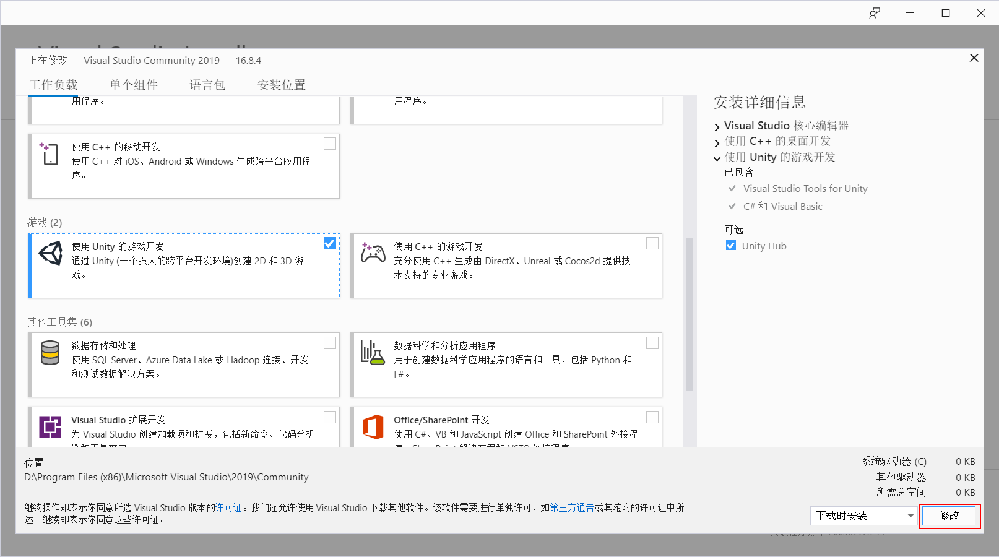 正在修改 — Visual Studio Community 2019 — 16.8.4
工作负载 单个组件 语言包 安装位置
用程序。
用程序。
使用 C++ 的移动开发
使用 C++ 对 iOS、Android 或 Windows 生成跨平台应用程
序。
游戏 (2)
使用 Unity 的游戏开发
通过 Unity (一个强大的跨平台开发环境)创建 2D 和 3D 游
戏。
使用 C++ 的游戏开发
充分使用 C++ 生成由 DirectX、Unreal 或 Cocos2d 提供技
术支持的专业游戏。
其他工具集 (6)
数据存储和处理
使用 SQL Server、Azure Data Lake 或 Hadoop 连接、开发
和测试数据解决方案。
数据科学和分析应用程序
用于创建数据科学应用程序的语言和工具，包括 Python 和
F#。
Visual Studio 扩展开发
为 Visual Studio 创建加载项和扩展，包括新命令、代码分析
器和工具窗口
Office/SharePoint 开发
使用 C#、VB 和 JavaScript 创建 Office 和 SharePoint 外接程
序、SharePoint 解决方案和 VSTO 外接程序
安装详细信息
Visual Studio 核心编辑器
使用 C++ 的桌面开发
使用 Unity 的游戏开发
已包含
Visual Studio Tools for Unity
C# 和 Visual Basic
可选
Unity Hub
位置
D:\Program Files (x86)\Microsoft Visual Studio\2019\Community
系统驱动器 (C) 0 KB
其他驱动器 0 KB
所需总空间 0 KB
继续操作即表示你同意所选 Visual Studio 版本的许可证。我们还允许使用 Visual Studio 下载其他软件。该软件需要进行单独许可，如第三方通告或其随附的许可证中所
述。继续即表示你同意这些许可证。
下载时安装
修改